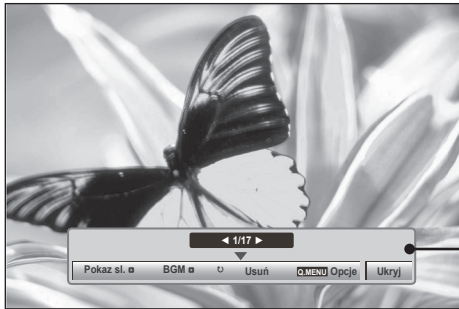 ◀ 1/17 ▶
Pokaz sl. BGM ↻ Usuń Q.MENU Opcje Ukryj